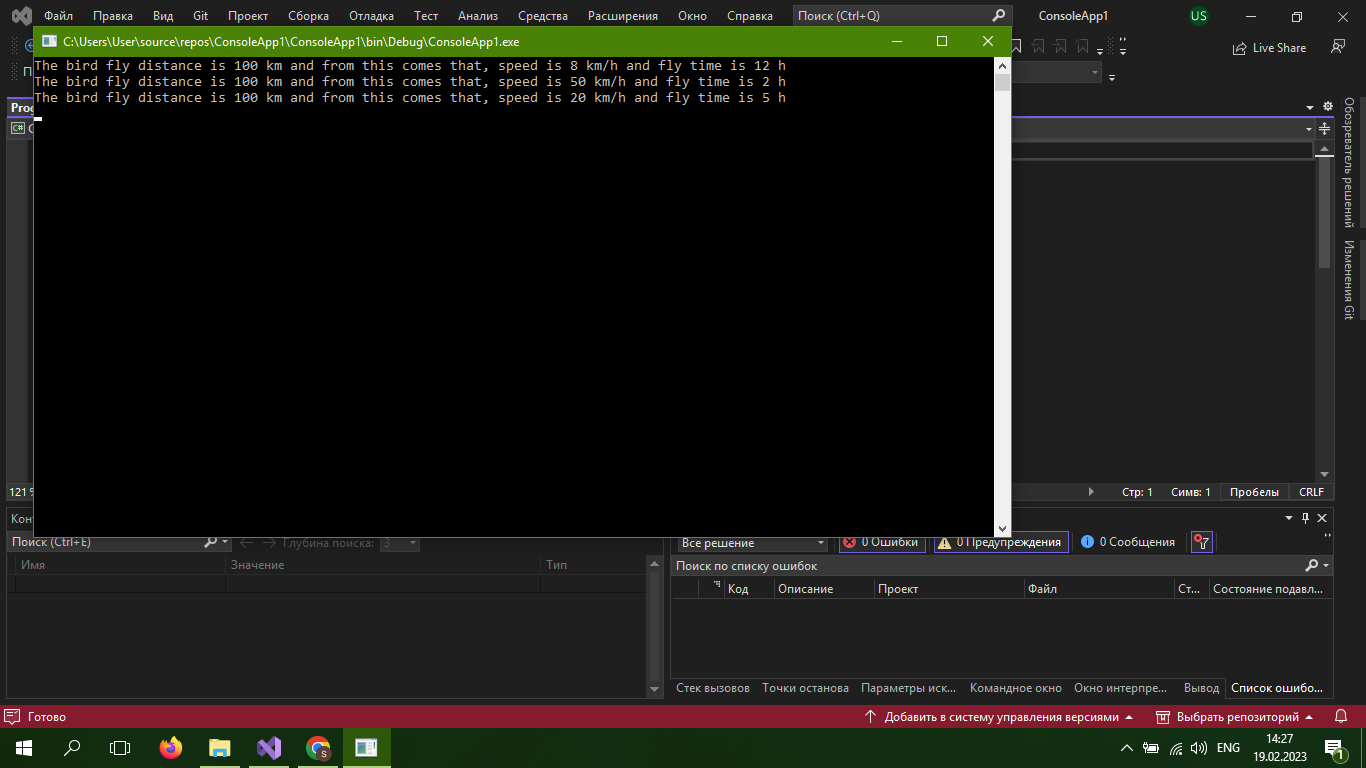 Файл Правка Вид Git Проект Сборка Отладка Тест Анализ Средства Расширения Окно Справка Поиск (Ctrl+Q) ConsoleApp1 US
C:\Users\User\source\repos\ConsoleApp1\ConsoleApp1\bin\Debug\ConsoleApp1.exe
Live Share
The bird fly distance is 100 km and from this comes that, speed is 8 km/h and fly time is 12 h
The bird fly distance is 100 km and from this comes that, speed is 50 km/h and fly time is 2 h
The bird fly distance is 100 km and from this comes that, speed is 20 km/h and fly time is 5 h
C#
Обозреватель решений
Изменения Git
121 %
Стр: 1 Симв: 1 Пробелы CRLF
Поиск (Ctrl+E) Глубина поиска: 3
Все решение 0 Ошибки 0 Предупреждения 0 Сообщения
Имя Значение Тип
Поиск по списку ошибок
Код Описание Проект Файл Ст... Состояние подавл...
Стек вызовов Точки останова Параметры иск... Командное окно Окно интерпре... Вывод Список ошибо...
Готово Добавить в систему управления версиями Выбрать репозиторий
ENG
14:27
19.02.2023
1